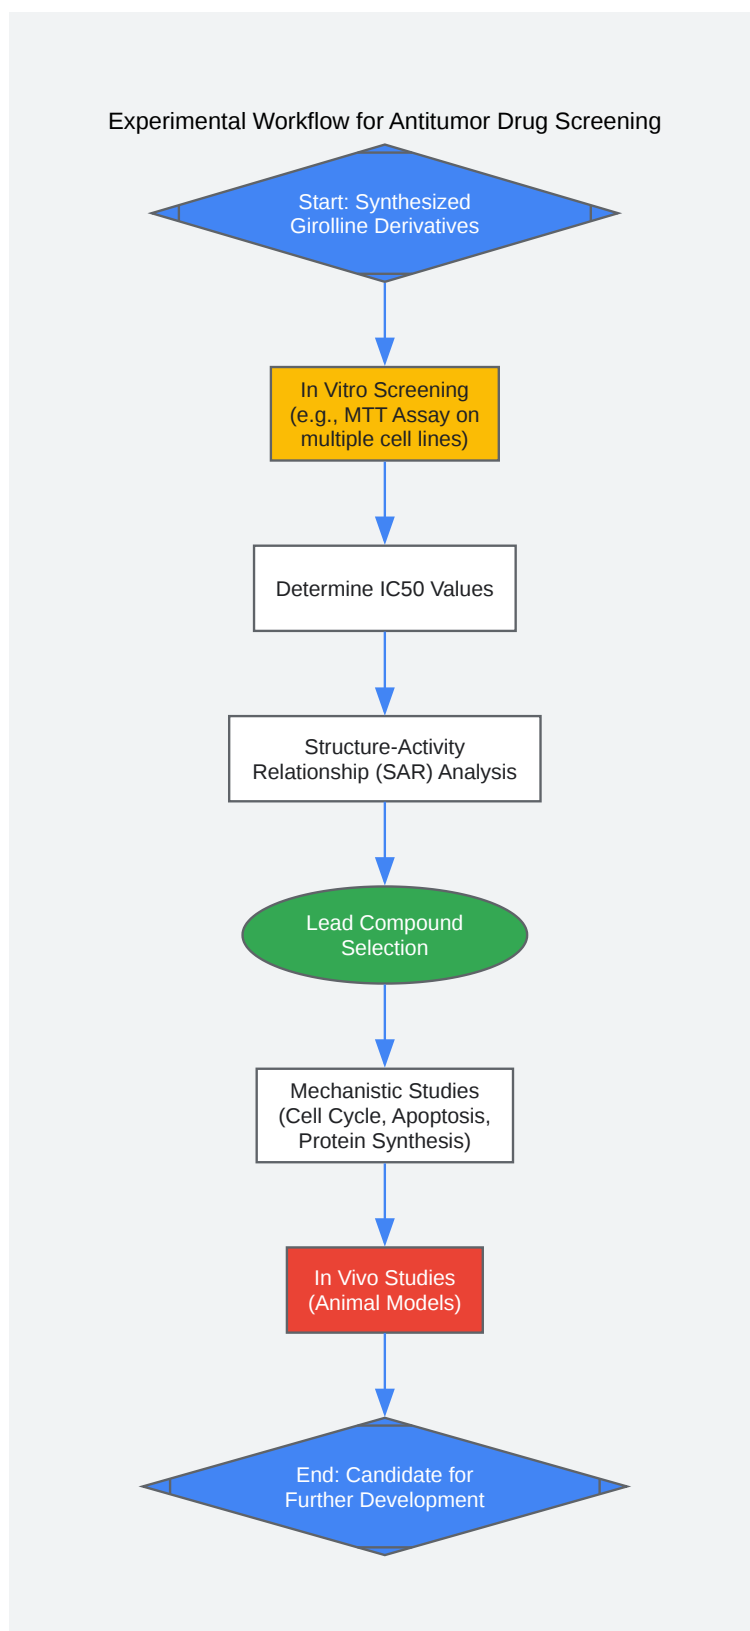 Experimental Workflow for Antitumor Drug Screening
Start: Synthesized
Girolline Derivatives
In Vitro Screening
(e.g., MTT Assay on
multiple cell lines)
Determine IC50 Values
Structure-Activity
Relationship (SAR) Analysis
Lead Compound
Selection
Mechanistic Studies
(Cell Cycle, Apoptosis,
Protein Synthesis)
In Vivo Studies
(Animal Models)
End: Candidate for
Further Development